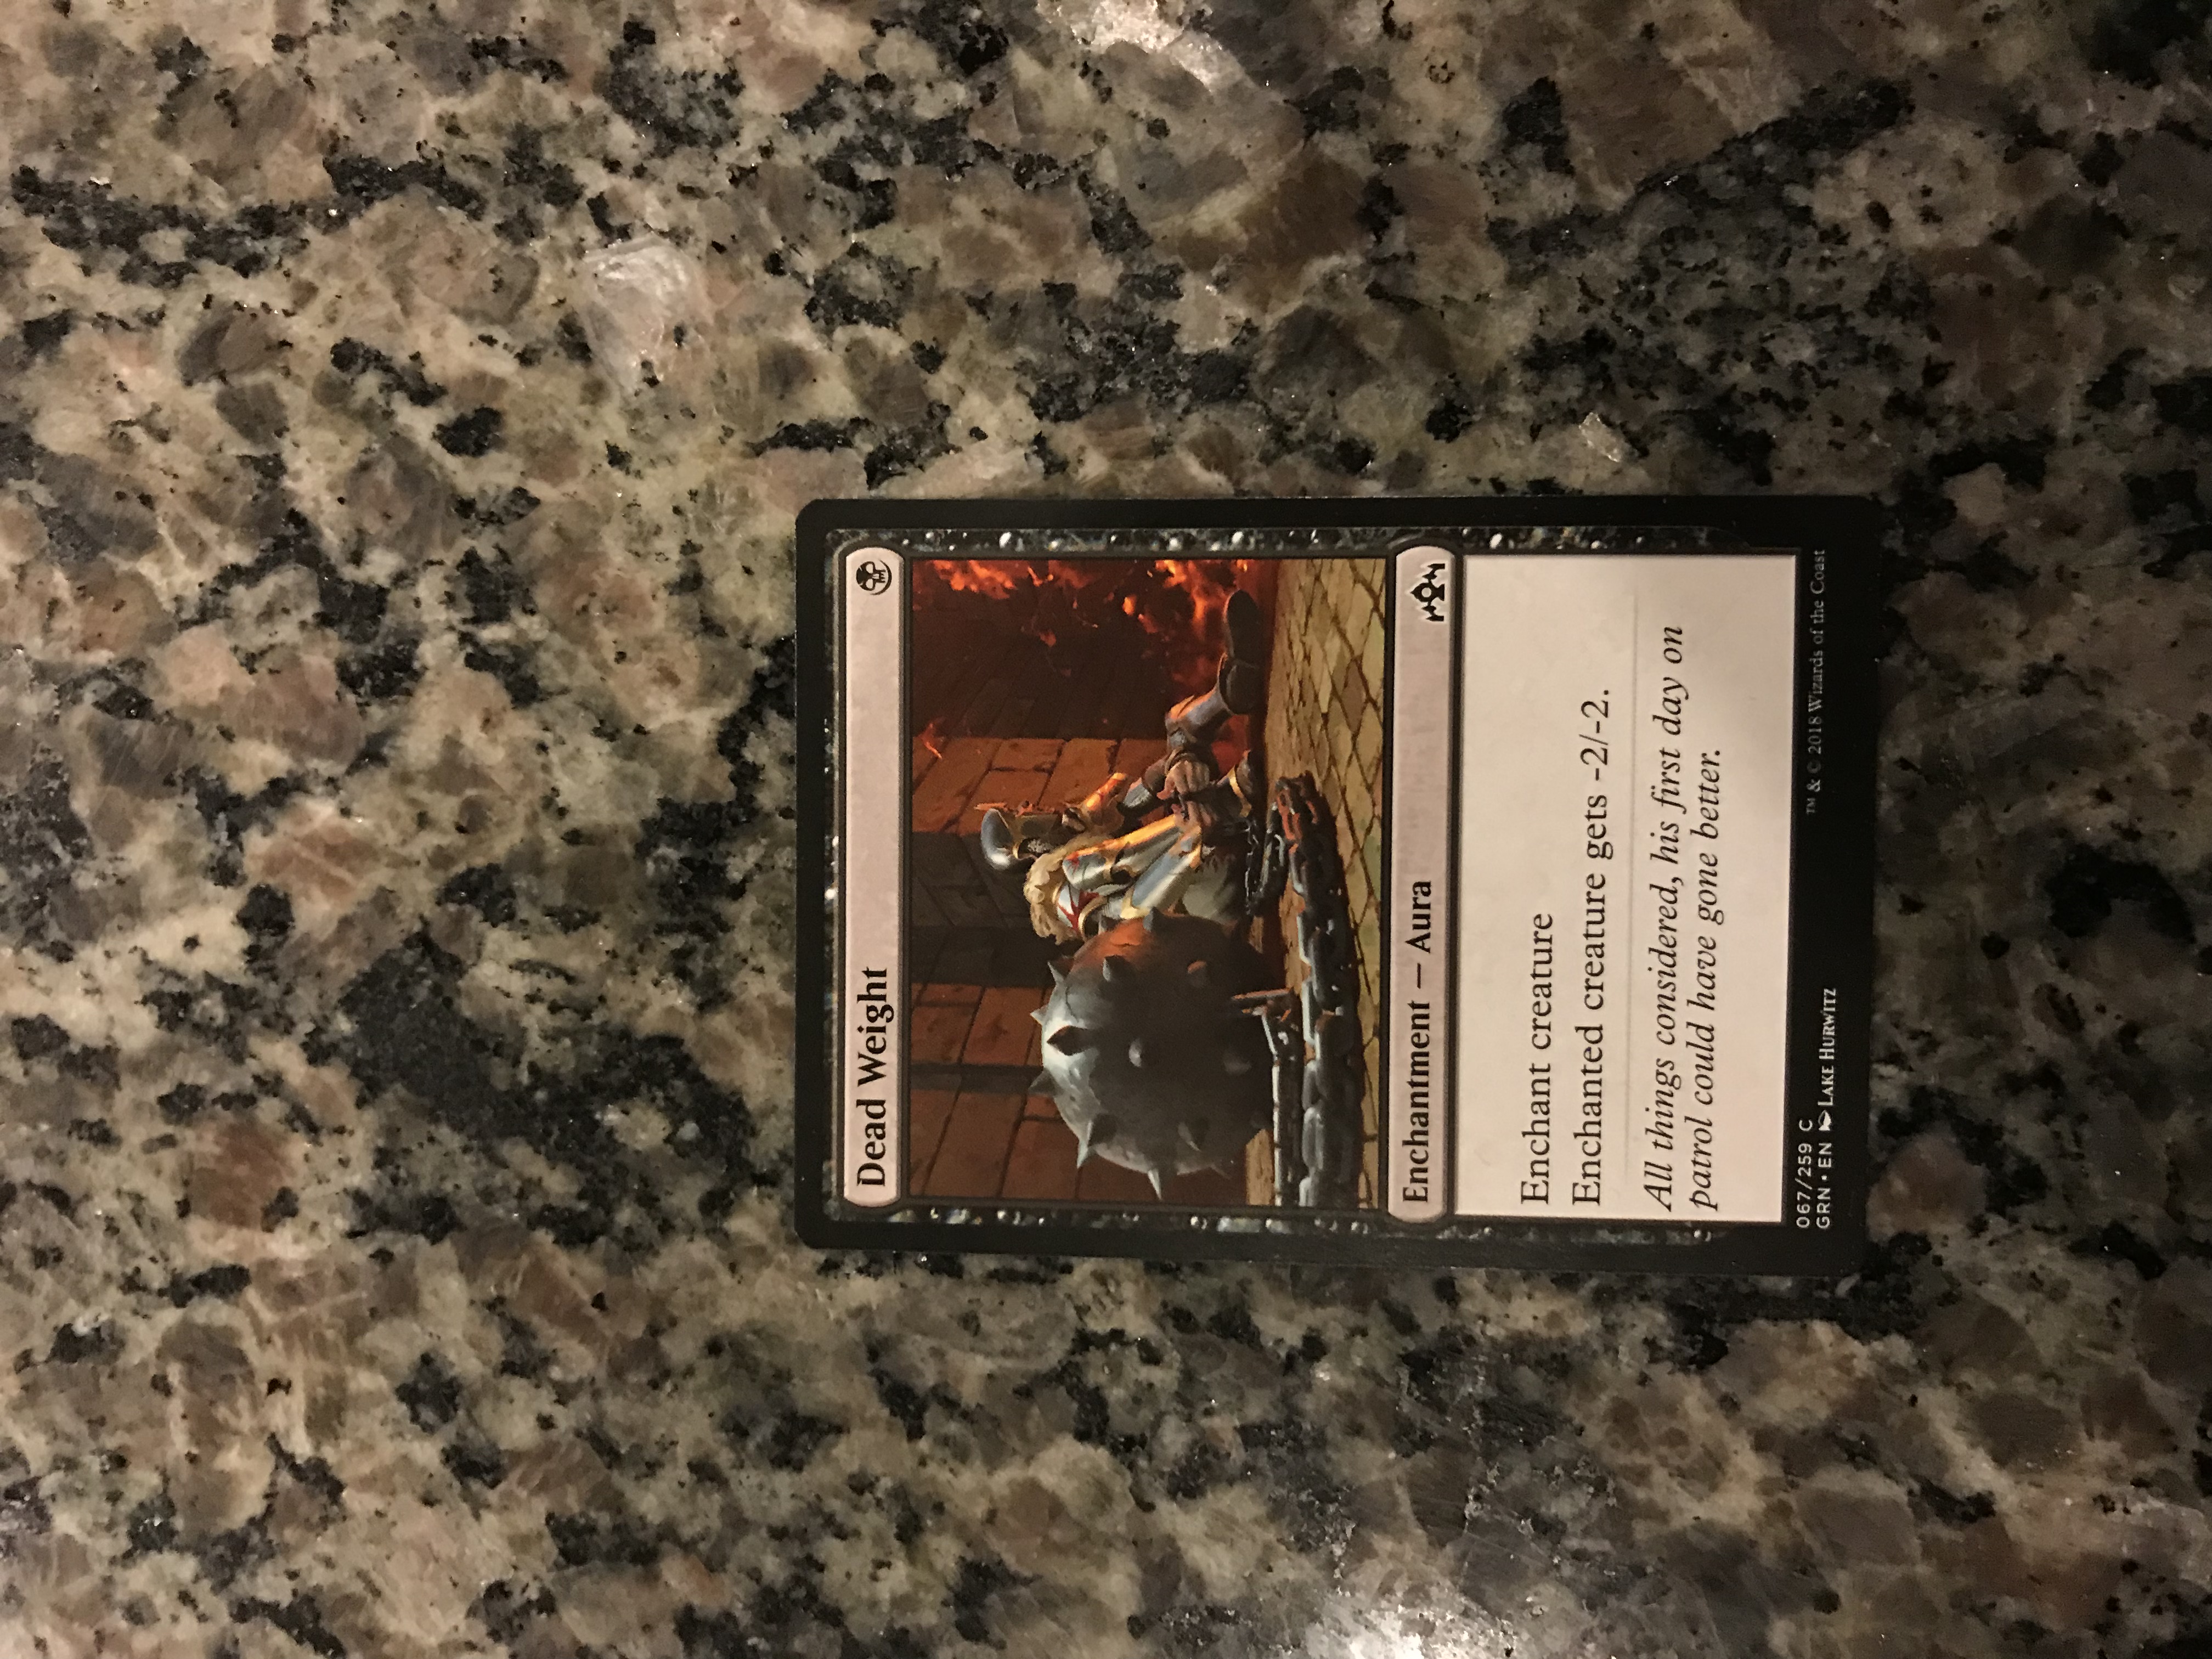 Dead Weight
Enchantment — Aura
Enchant creature
Enchanted creature gets -2/-2.
All things considered, his first day on
patrol could have gone better.
067/259 C
GRN • EN LAKE HURWITZ
™ & © 2018 Wizards of the Coast